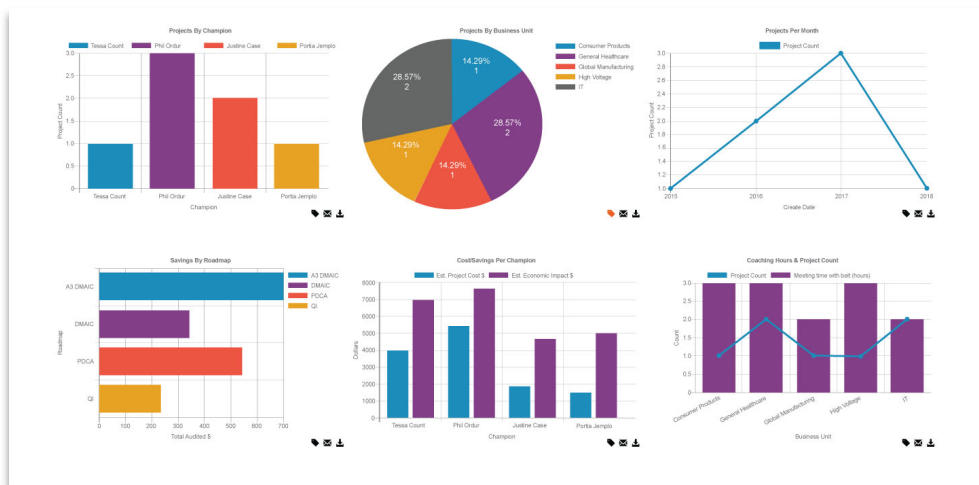 Projects By Champion
Tessa Count Phil Ordur Justine Case Portia Jemplo
3.0
2.5
2.0
1.5
1.0
0.5
0
Project Count
Tessa Count Phil Ordur Justine Case Portia Jemplo
Champion
Projects By Business Unit
Consumer Products
General Healthcare
Global Manufacturing
High Voltage
IT
14.29%
1
28.57%
2
14.29%
1
14.29%
1
28.57%
2
Projects Per Month
Project Count
3.0
2.8
2.6
2.4
2.2
2.0
1.8
1.6
1.4
1.2
1.0
Project Count
2015 2016 2017 2018
Create Date
Savings By Roadmap
A3 DMAIC
DMAIC
PDCA
QI
Roadmap
A3 DMAIC
DMAIC
PDCA
QI
0 100 200 300 400 500 600 700
Total Audited $
Cost/Savings Per Champion
Est. Project Cost $ Est. Economic Impact $
8000
7000
6000
5000
4000
3000
2000
1000
0
Dollars
Tessa Count Phil Ordur Justine Case Portia Jemplo
Champion
Coaching Hours & Project Count
Project Count Meeting time with belt (hours)
3.0
2.5
2.0
1.5
1.0
0.5
0
Count
Consumer Products General Healthcare Global Manufacturing High Voltage IT
Business Unit